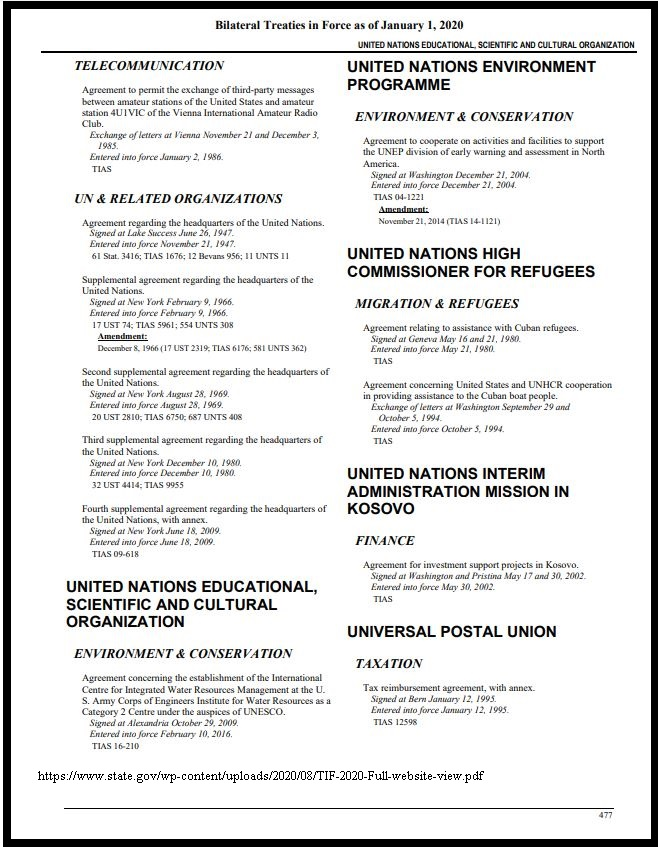 Bilateral Treaties in Force as of January 1, 2020
UNITED NATIONS EDUCATIONAL, SCIENTIFIC AND CULTURAL ORGANIZATION
TELECOMMUNICATION
Agreement to permit the exchange of third-party messages
between amateur stations of the United States and amateur
station 4U1VIC of the Vienna International Amateur Radio
Club.
Exchange of letters at Vienna November 21 and December 3,
1985.
Entered into force January 2, 1986.
TIAS
UN & RELATED ORGANIZATIONS
Agreement regarding the headquarters of the United Nations.
Signed at Lake Success June 26, 1947.
Entered into force November 21, 1947.
61 Stat. 3416; TIAS 1676; 12 Bevans 956; 11 UNTS 11
Supplemental agreement regarding the headquarters of the
United Nations.
Signed at New York February 9, 1966.
Entered into force February 9, 1966.
17 UST 74; TIAS 5961; 554 UNTS 308
Amendment:
December 8, 1966 (17 UST 2319; TIAS 6176; 581 UNTS 362)
Second supplemental agreement regarding the headquarters of
the United Nations.
Signed at New York August 28, 1969.
Entered into force August 28, 1969.
20 UST 2810; TIAS 6750; 687 UNTS 408
Third supplemental agreement regarding the headquarters of
the United Nations.
Signed at New York December 10, 1980.
Entered into force December 10, 1980.
32 UST 4414; TIAS 9955
Fourth supplemental agreement regarding the headquarters of
the United Nations, with annex.
Signed at New York June 18, 2009.
Entered into force June 18, 2009.
TIAS 09-618
UNITED NATIONS EDUCATIONAL,
SCIENTIFIC AND CULTURAL
ORGANIZATION
ENVIRONMENT & CONSERVATION
Agreement concerning the establishment of the International
Centre for Integrated Water Resources Management at the U.
S. Army Corps of Engineers Institute for Water Resources as a
Category 2 Centre under the auspices of UNESCO.
Signed at Alexandria October 29, 2009.
Entered into force February 10, 2016.
TIAS 16-210
UNITED NATIONS ENVIRONMENT
PROGRAMME
ENVIRONMENT & CONSERVATION
Agreement to cooperate on activities and facilities to support
the UNEP division of early warning and assessment in North
America.
Signed at Washington December 21, 2004.
Entered into force December 21, 2004.
TIAS 04-1221
Amendment:
November 21, 2014 (TIAS 14-1121)
UNITED NATIONS HIGH
COMMISSIONER FOR REFUGEES
MIGRATION & REFUGEES
Agreement relating to assistance with Cuban refugees.
Signed at Geneva May 16 and 21, 1980.
Entered into force May 21, 1980.
TIAS
Agreement concerning United States and UNHCR cooperation
in providing assistance to the Cuban boat people.
Exchange of letters at Washington September 29 and
October 5, 1994.
Entered into force October 5, 1994.
TIAS
UNITED NATIONS INTERIM
ADMINISTRATION MISSION IN
KOSOVO
FINANCE
Agreement for investment support projects in Kosovo.
Signed at Washington and Pristina May 17 and 30, 2002.
Entered into force May 30, 2002.
TIAS
UNIVERSAL POSTAL UNION
TAXATION
Tax reimbursement agreement, with annex.
Signed at Bern January 12, 1995.
Entered into force January 12, 1995.
TIAS 12598
https://www.state.gov/wp-content/uploads/2020/08/TIF-2020-Full-website-view.pdf
477